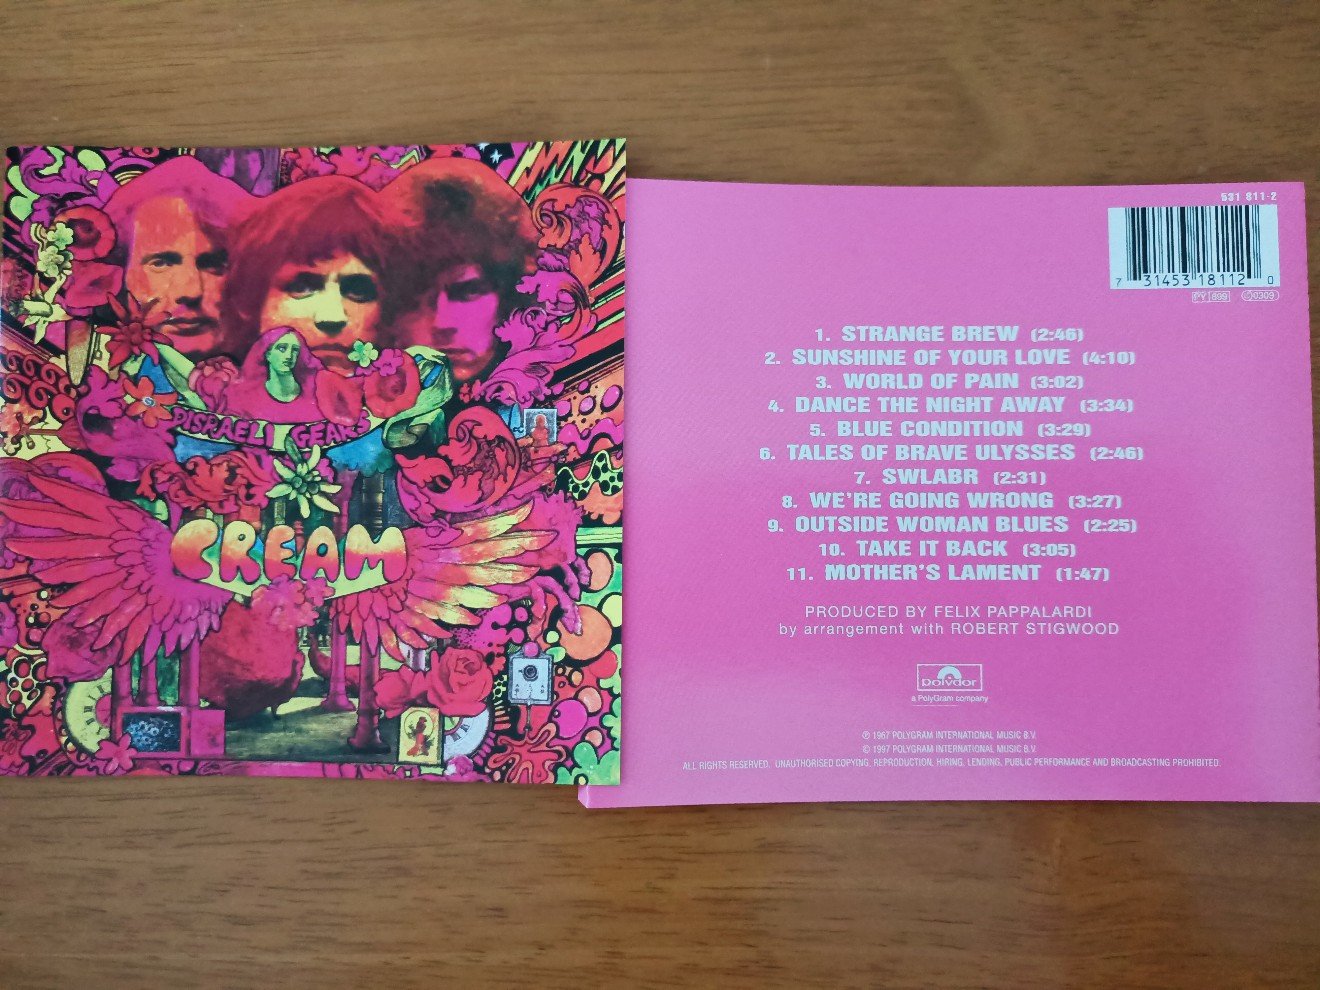 DISRAELI GEARS
CREAM
531 811-2
7 31453 18112 0
PY 899 0309
1. STRANGE BREW (2:46)
2. SUNSHINE OF YOUR LOVE (4:10)
3. WORLD OF PAIN (3:02)
4. DANCE THE NIGHT AWAY (3:34)
5. BLUE CONDITION (3:29)
6. TALES OF BRAVE ULYSSES (2:46)
7. SWLABR (2:31)
8. WE'RE GOING WRONG (3:27)
9. OUTSIDE WOMAN BLUES (2:25)
10. TAKE IT BACK (3:05)
11. MOTHER'S LAMENT (1:47)
PRODUCED BY FELIX PAPPALARDI
by arrangement with ROBERT STIGWOOD
polydor
a PolyGram company
℗ 1967 POLYGRAM INTERNATIONAL MUSIC B.V.
© 1997 POLYGRAM INTERNATIONAL MUSIC B.V.
ALL RIGHTS RESERVED. UNAUTHORISED COPYING, REPRODUCTION, HIRING, LENDING, PUBLIC PERFORMANCE AND BROADCASTING PROHIBITED.